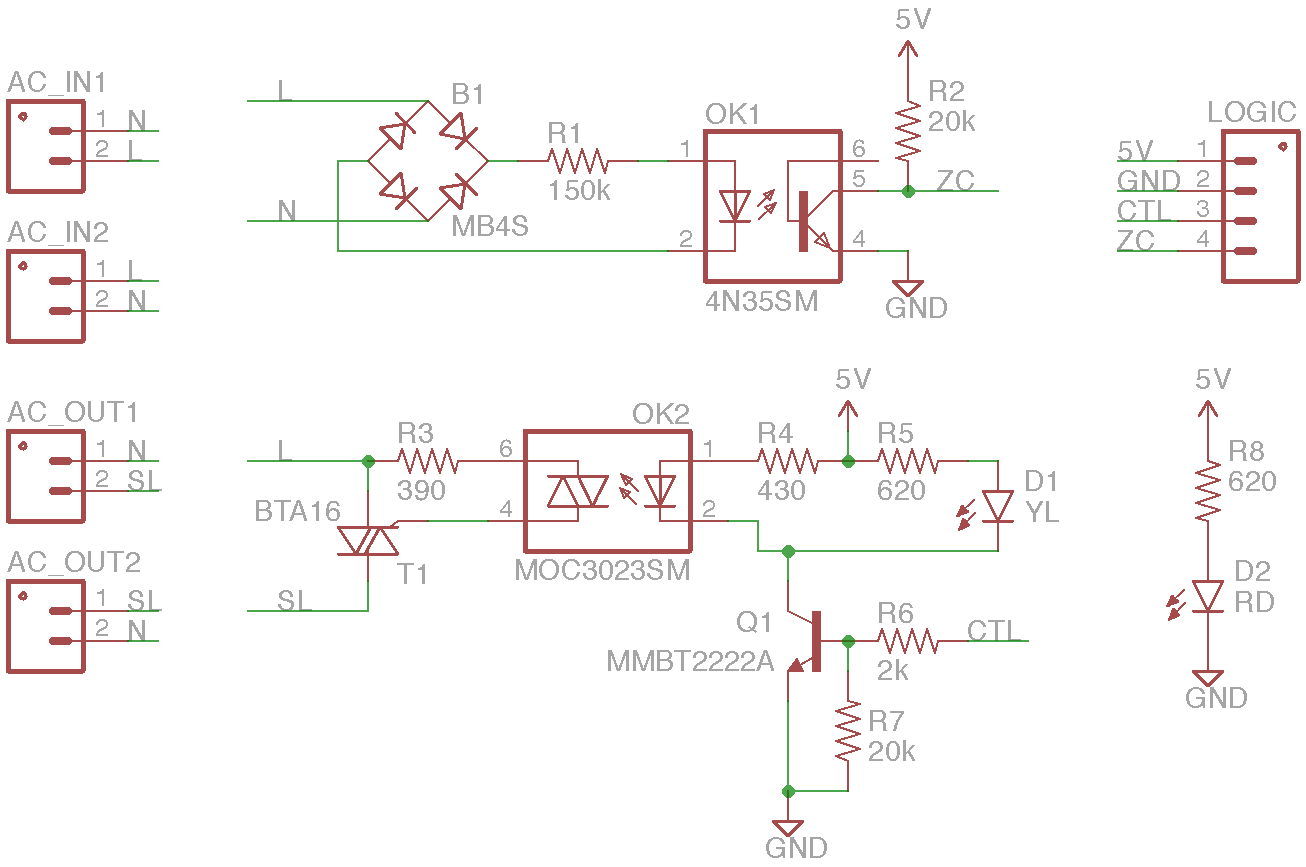 5V
AC_IN1
1 N
2 L
L
B1
R1
150k
OK1
1
2
6
5
4
R2
20k
ZC
LOGIC
5V 1
GND 2
CTL 3
ZC 4
N
MB4S
4N35SM
GND
AC_IN2
1 L
2 N
AC_OUT1
1 N
2 SL
L
R3
390
BTA16
T1
SL
OK2
6
4
1
2
MOC3023SM
5V
R4
430
R5
620
D1
YL
5V
R8
620
D2
RD
GND
AC_OUT2
1 SL
2 N
Q1
MMBT2222A
R6
2k
CTL
R7
20k
GND